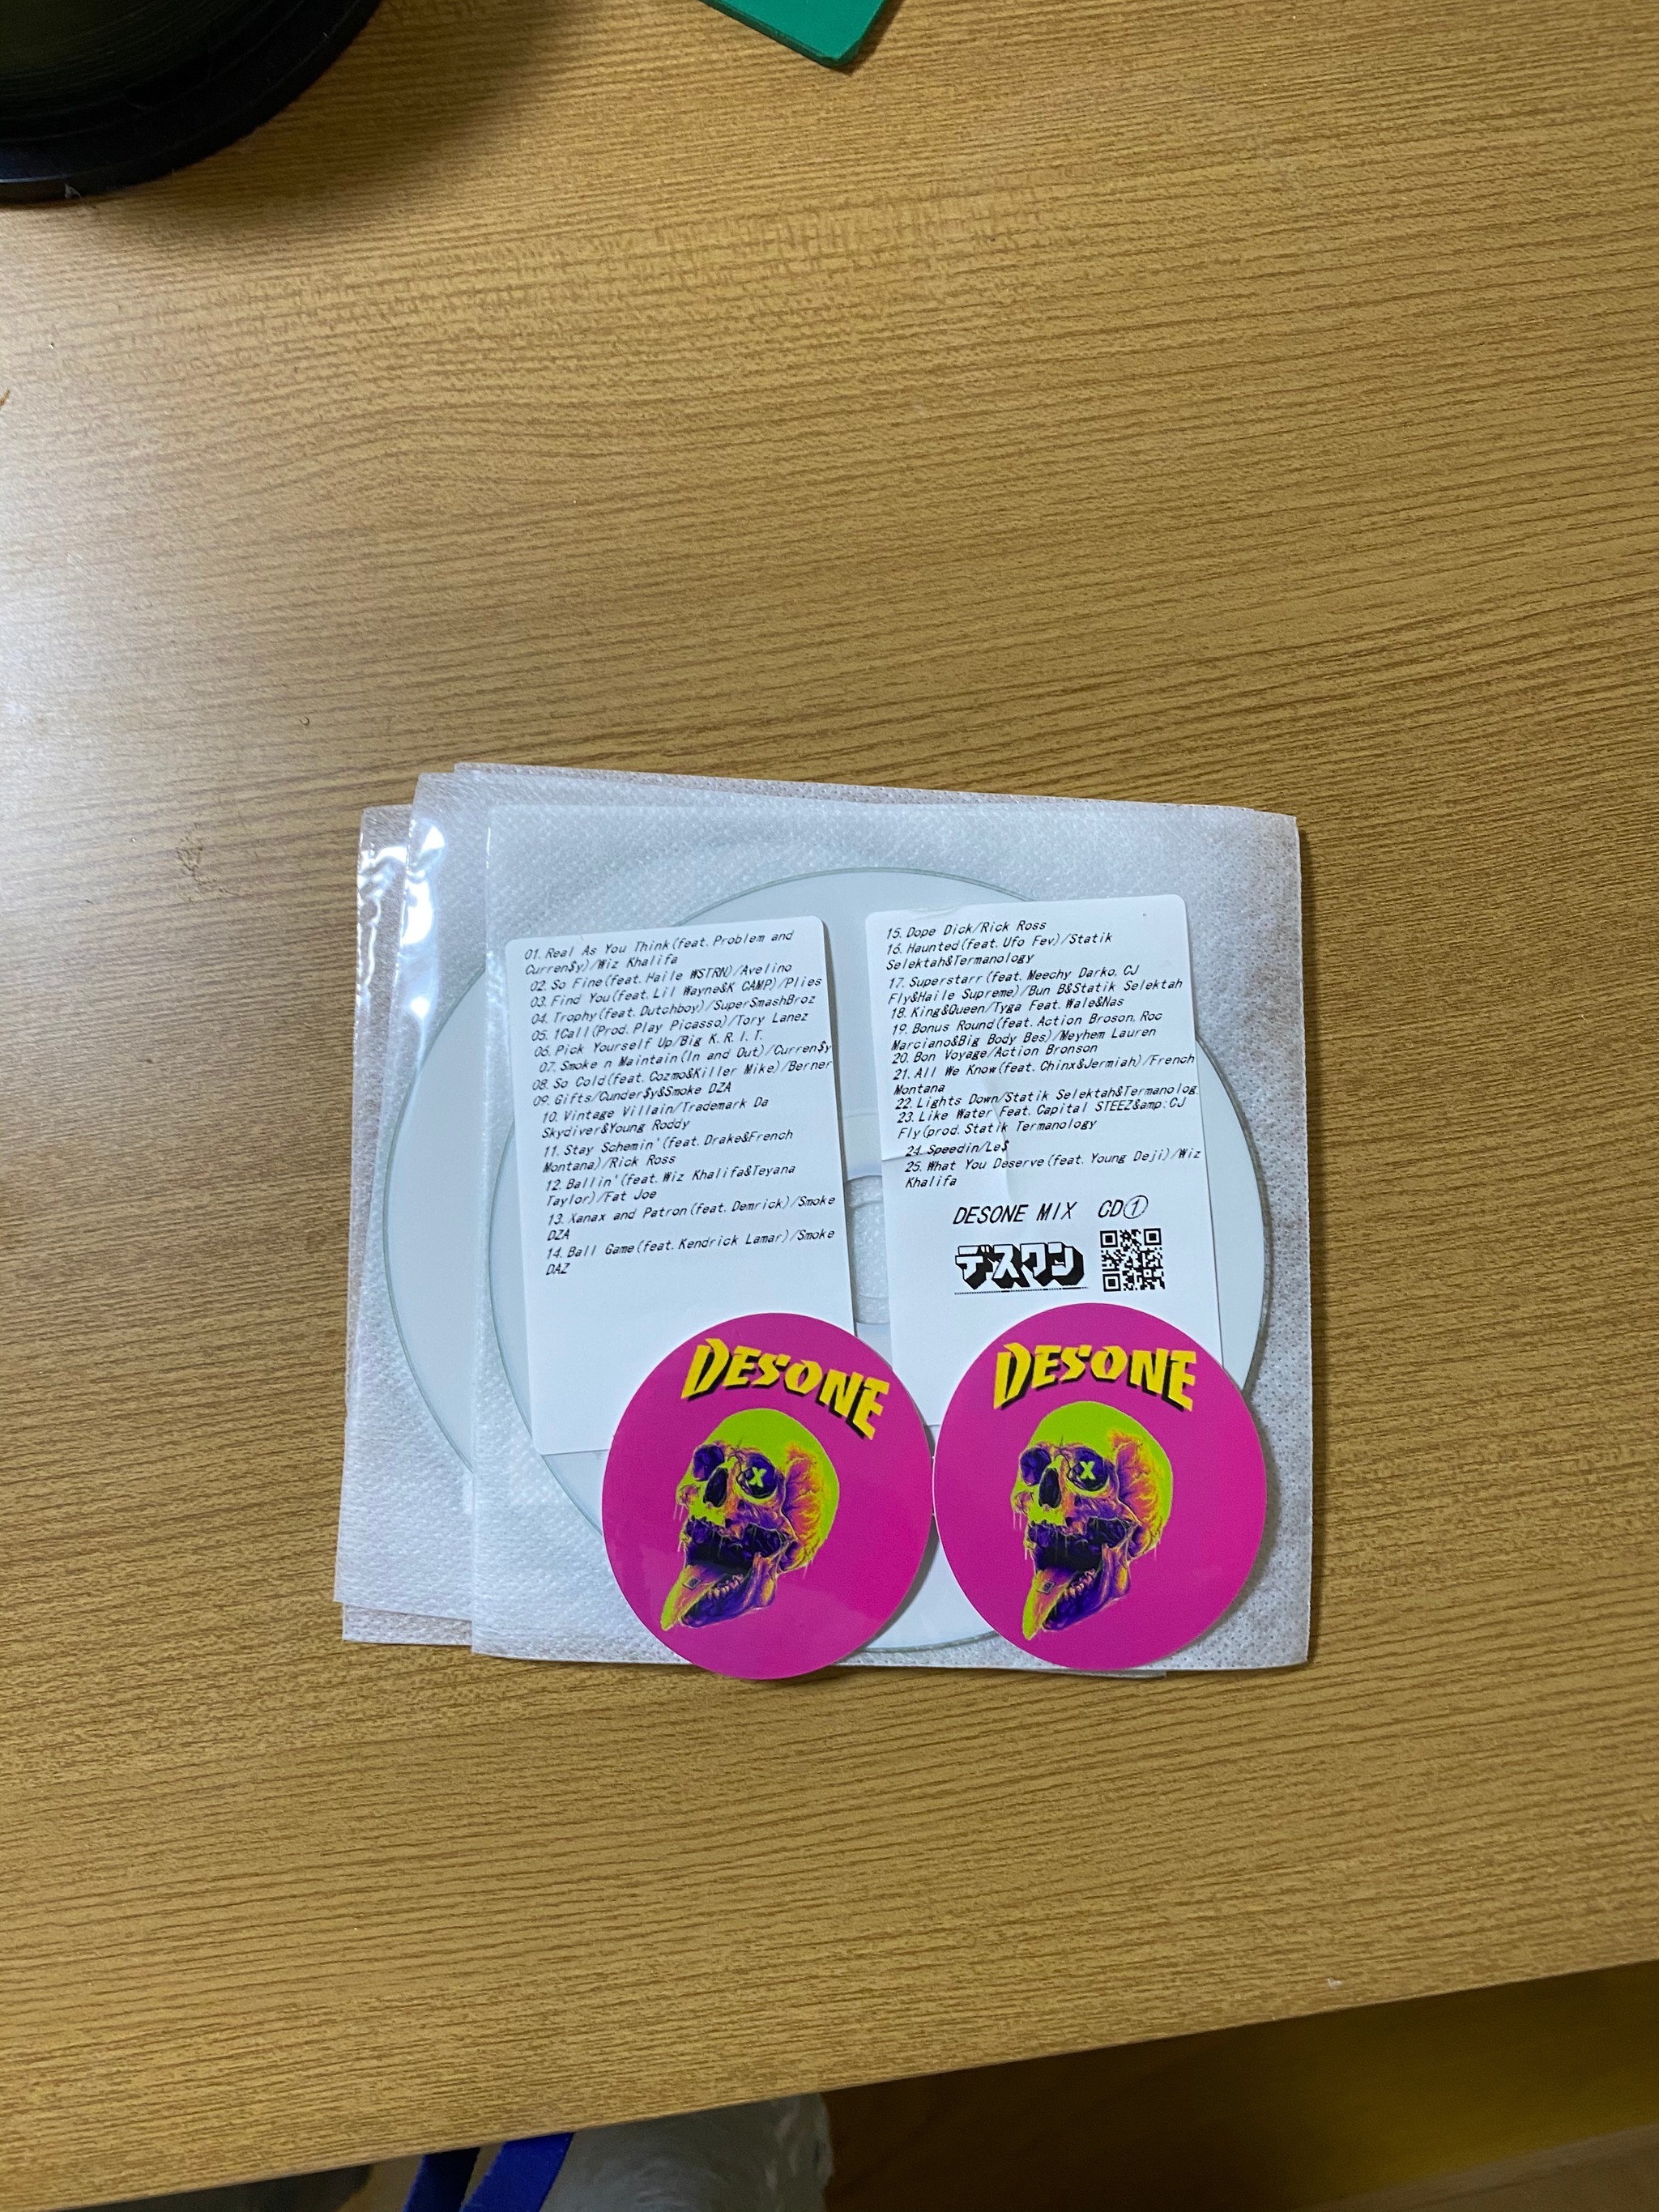 01. Real As You Think(feat. Problem and
Curren$y)/Wiz Khalifa
02. So Fine(feat. Haile WSTRN)/Avelino
03. Find You(feat. Lil Wayne&K CAMP)/Plies
04. Trophy(feat. Dutchboy)/SuperSmashBroz
05. 1Call(Prod. Play Picasso)/Tory Lanez
06. Pick Yourself Up/Big K. R. I. T.
07. Smoke n Maintain(In and Out)/Curren$y
08. So Cold(feat. Cozmo&Killer Mike)/Berner
09. Gifts/Cunder$y&Smoke DZA
10. Vintage Villain/Trademark Da
Skydiver&Young Roddy
11. Stay Schemin'(feat. Drake&French
Montana)/Rick Ross
12. Ballin'(feat. Wiz Khalifa&Teyana
Taylor)/Fat Joe
13. Xanax and Patron(feat. Demrick)/Smoke
DZA
14. Ball Game(feat. Kendrick Lamar)/Smoke
DAZ
15. Dope Dick/Rick Ross
16. Haunted(feat. Ufo Fev)/Statik
Selektah&Termanology
17. Superstarr(feat. Meechy Darko, CJ
Fly&Haile Supreme)/Bun B&Statik Selektah
18. King&Queen/Tyga Feat. Wale&Nas
19. Bonus Round(feat. Action Broson, Roc
Marciano&Big Body Bes)/Meyhem Lauren
20. Bon Voyage/Action Bronson
21. All We Know(feat. Chinx&Jermiah)/French
Montana
22. Lights Down/Statik Selektah&Termanolog
23. Like Water Feat. Capital STEEZ&amp;CJ
Fly(prod. Statik Termanology
24. Speedin/Le$
25. What You Deserve(feat. Young Deji)/Wiz
Khalifa
DESONE MIX CD①
デスワン
DESONE
DESONE